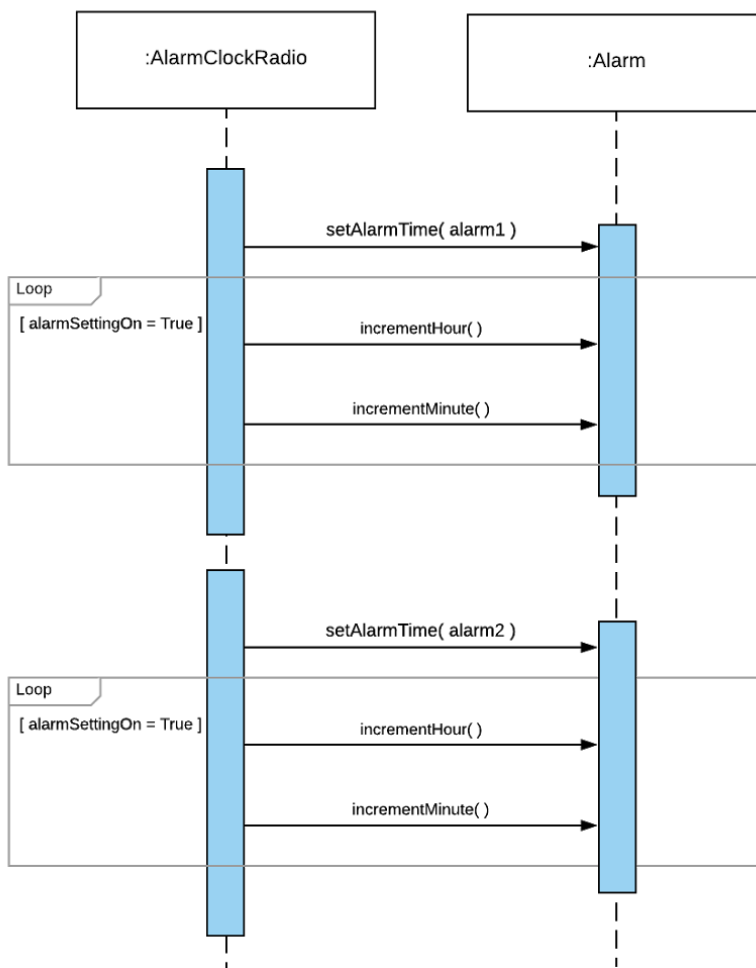 :AlarmClockRadio
:Alarm
setAlarmTime( alarm1 )
Loop
[ alarmSettingOn = True ]
incrementHour( )
incrementMinute( )
setAlarmTime( alarm2 )
Loop
[ alarmSettingOn = True ]
incrementHour( )
incrementMinute( )